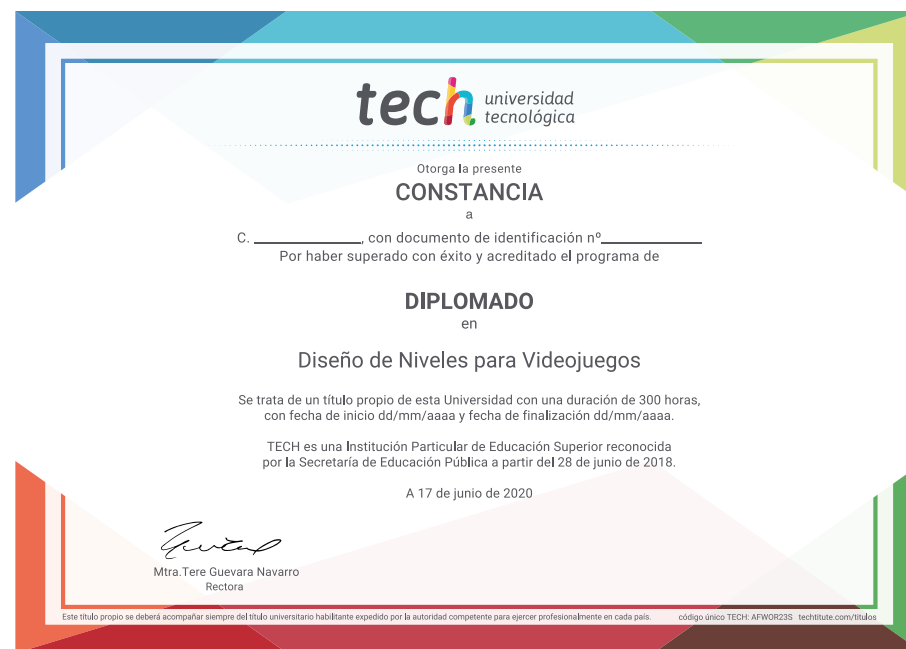 tech universidad
tecnológica
Otorga la presente
CONSTANCIA
a
C. ____________, con documento de identificación nº____________
Por haber superado con éxito y acreditado el programa de
DIPLOMADO
en
Diseño de Niveles para Videojuegos
Se trata de un título propio de esta Universidad con una duración de 300 horas,
con fecha de inicio dd/mm/aaaa y fecha de finalización dd/mm/aaaa.
TECH es una Institución Particular de Educación Superior reconocida
por la Secretaría de Educación Pública a partir del 28 de junio de 2018.
A 17 de junio de 2020
Mtra.Tere Guevara Navarro
Rectora
Este título propio se deberá acompañar siempre del título universitario habilitante expedido por la autoridad competente para ejercer profesionalmente en cada país. código único TECH: AFWOR23S techtitute.com/titulos